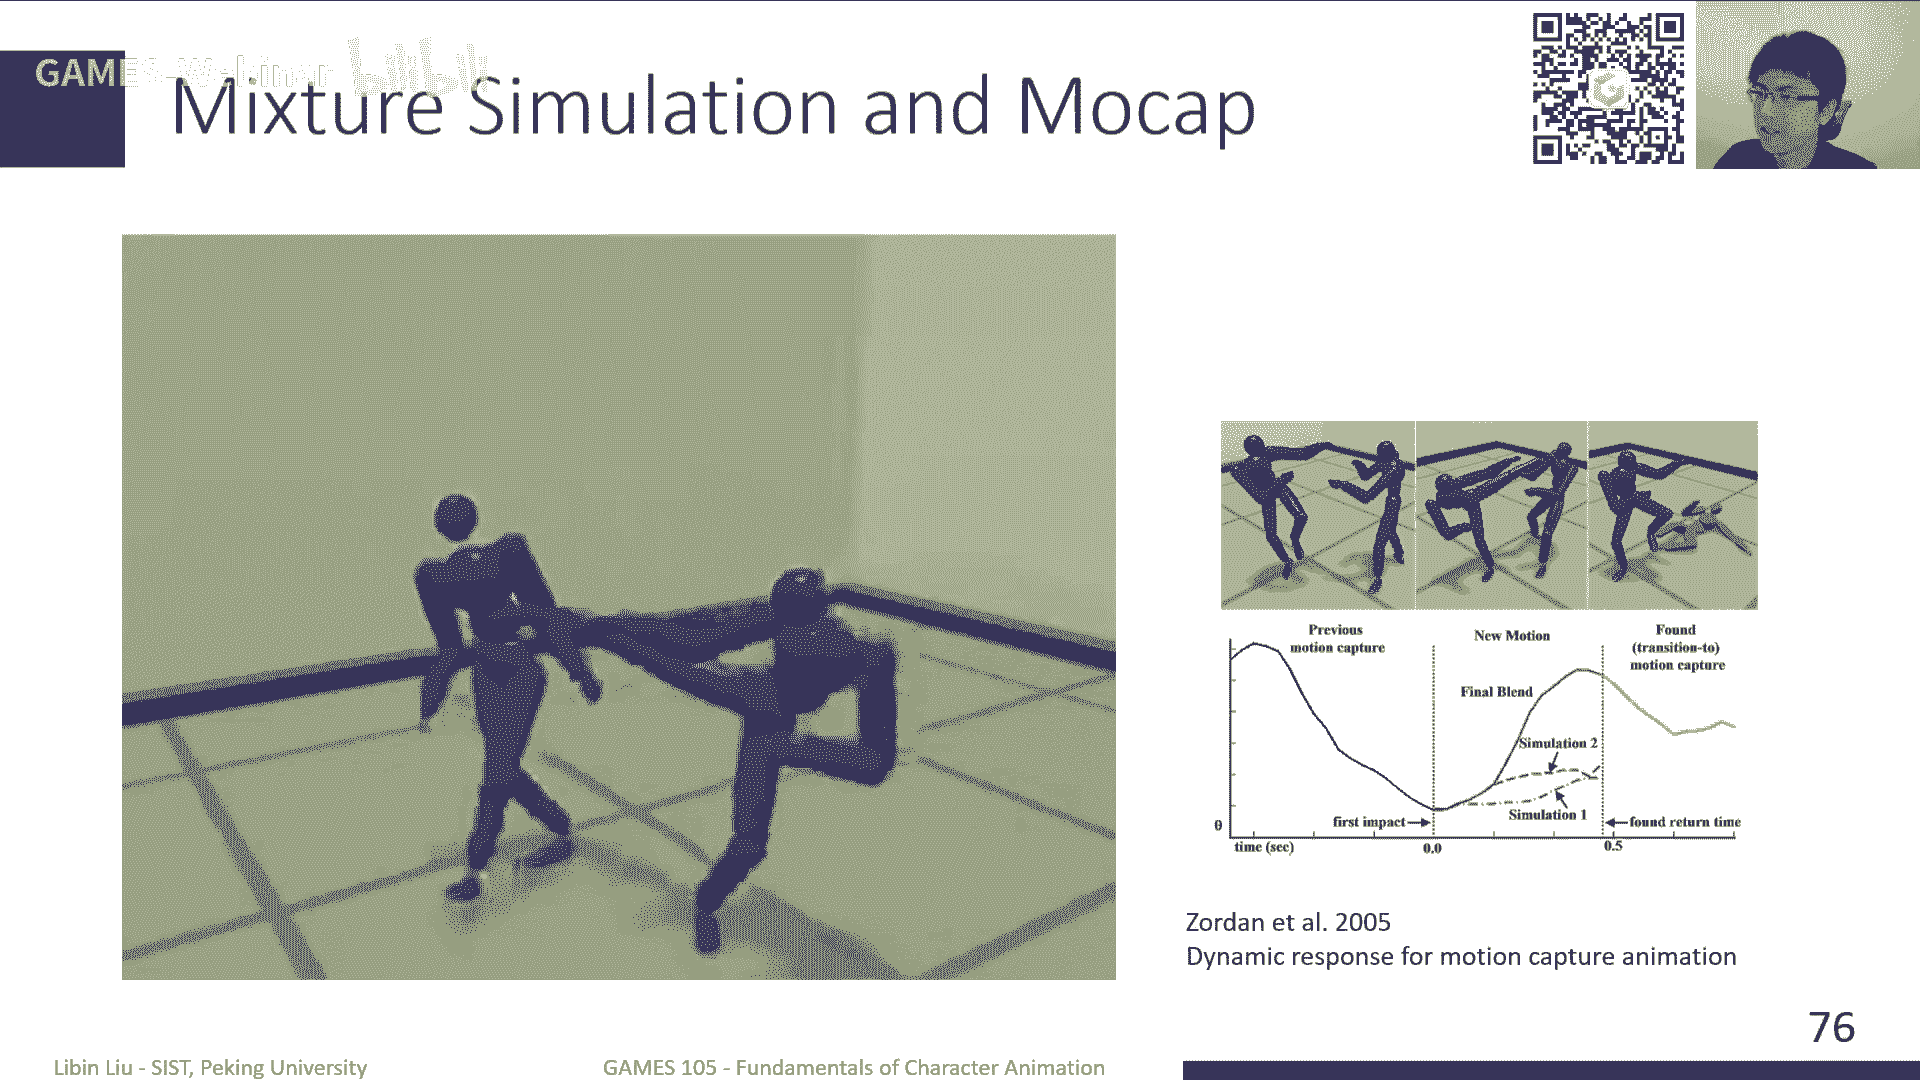 GAMES-Webinar bilibili
Mixture Simulation and Mocap
Previous
motion capture
New Motion
Found
(transition-to)
motion capture
Final Blend
Simulation 2
Simulation 1
first impact
found return time
θ
time (sec)
0.0
0.5
Zordan et al. 2005
Dynamic response for motion capture animation
76
Libin Liu - SIST, Peking University
GAMES 105 - Fundamentals of Character Animation